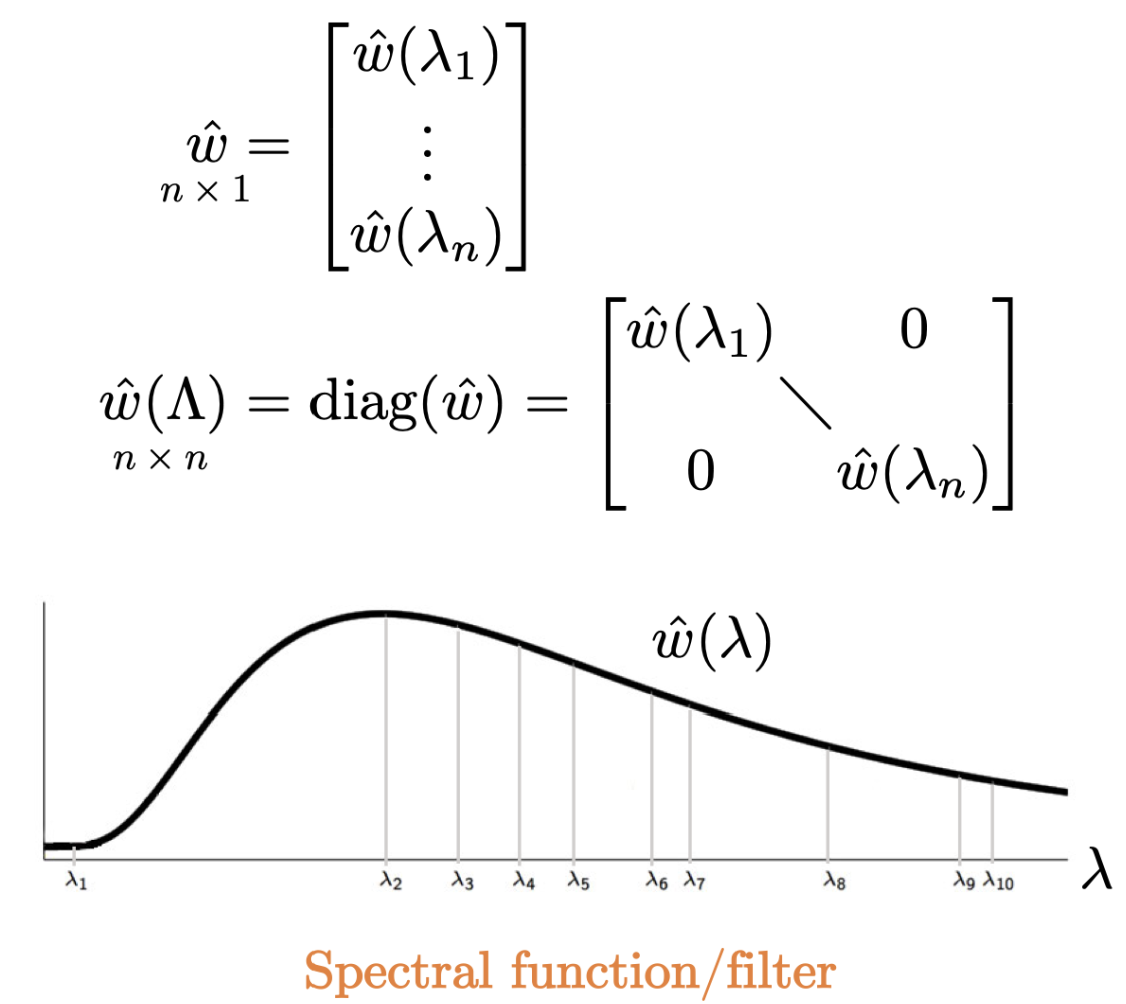 ŵ(λ₁)
ŵ = ⋮
n × 1
ŵ(λₙ)
ŵ(λ₁) 0
ŵ(Λ) = diag(ŵ) =
n × n
0 ŵ(λₙ)
ŵ(λ)
λ₁ λ₂ λ₃ λ₄ λ₅ λ₆ λ₇ λ₈ λ₉ λ₁₀ λ
Spectral function/filter